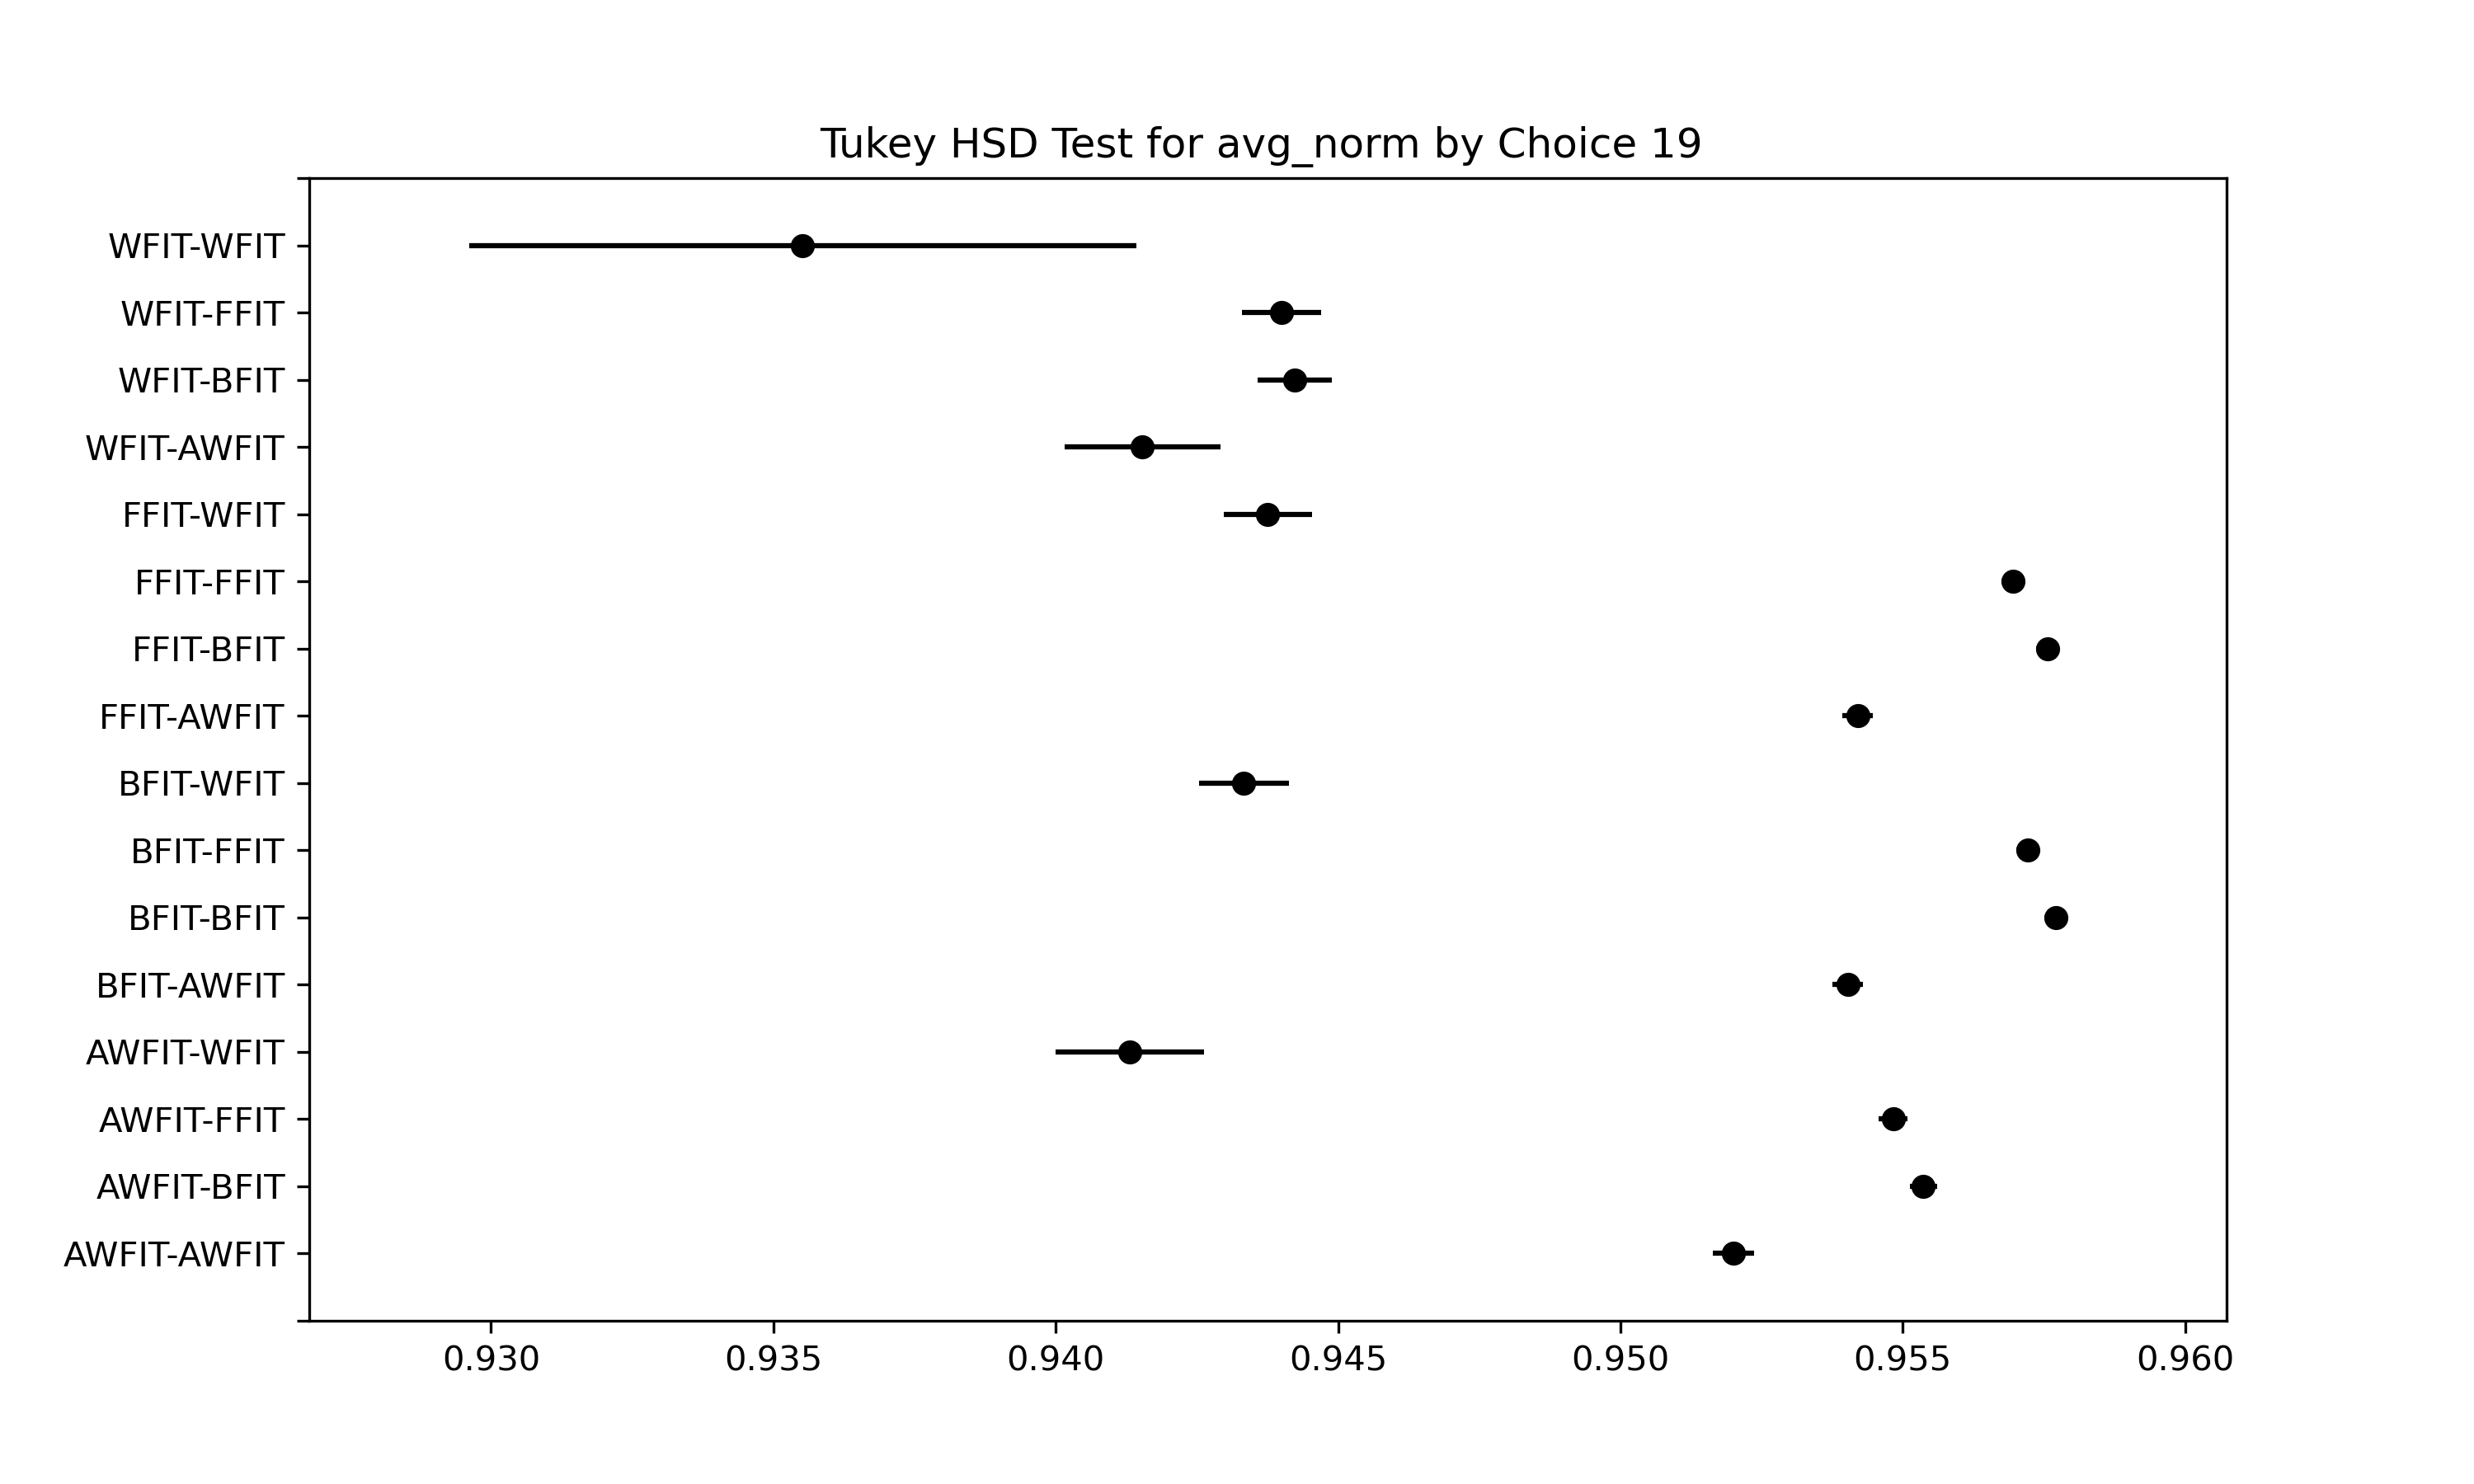 Tukey HSD Test for avg_norm by Choice 19
WFIT-WFIT
WFIT-FFIT
WFIT-BFIT
WFIT-AWFIT
FFIT-WFIT
FFIT-FFIT
FFIT-BFIT
FFIT-AWFIT
BFIT-WFIT
BFIT-FFIT
BFIT-BFIT
BFIT-AWFIT
AWFIT-WFIT
AWFIT-FFIT
AWFIT-BFIT
AWFIT-AWFIT
0.930 0.935 0.940 0.945 0.950 0.955 0.960